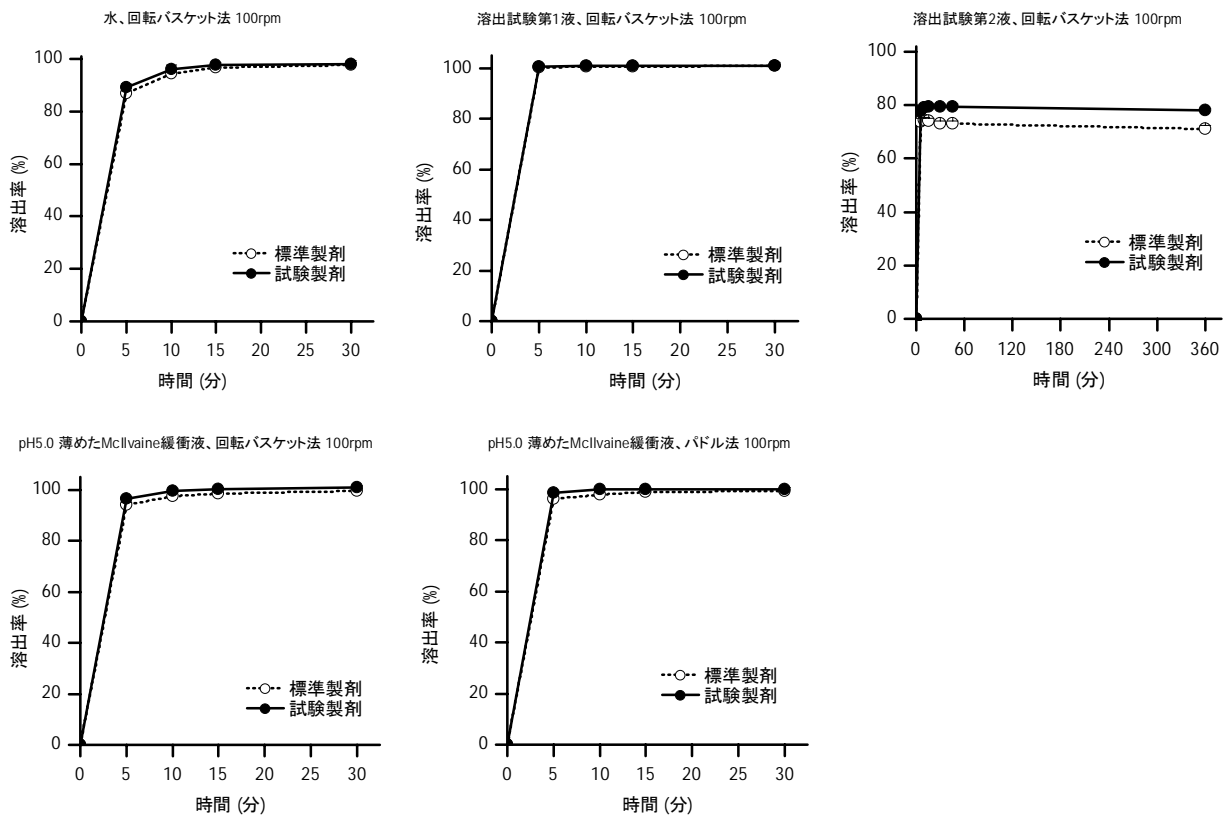 水、回転バスケット法 100rpm
溶出率 (%)
100
80
60
40
20
0
0 5 10 15 20 25 30
時間 (分)
標準製剤
試験製剤
溶出試験第1液、回転バスケット法 100rpm
溶出率 (%)
100
80
60
40
20
0
0 5 10 15 20 25 30
時間 (分)
標準製剤
試験製剤
溶出試験第2液、回転バスケット法 100rpm
溶出率 (%)
100
80
60
40
20
0
0 60 120 180 240 300 360
時間 (分)
標準製剤
試験製剤
pH5.0 薄めたMcIlvaine緩衝液、回転バスケット法 100rpm
溶出率 (%)
100
80
60
40
20
0
0 5 10 15 20 25 30
時間 (分)
標準製剤
試験製剤
pH5.0 薄めたMcIlvaine緩衝液、パドル法 100rpm
溶出率 (%)
100
80
60
40
20
0
0 5 10 15 20 25 30
時間 (分)
標準製剤
試験製剤